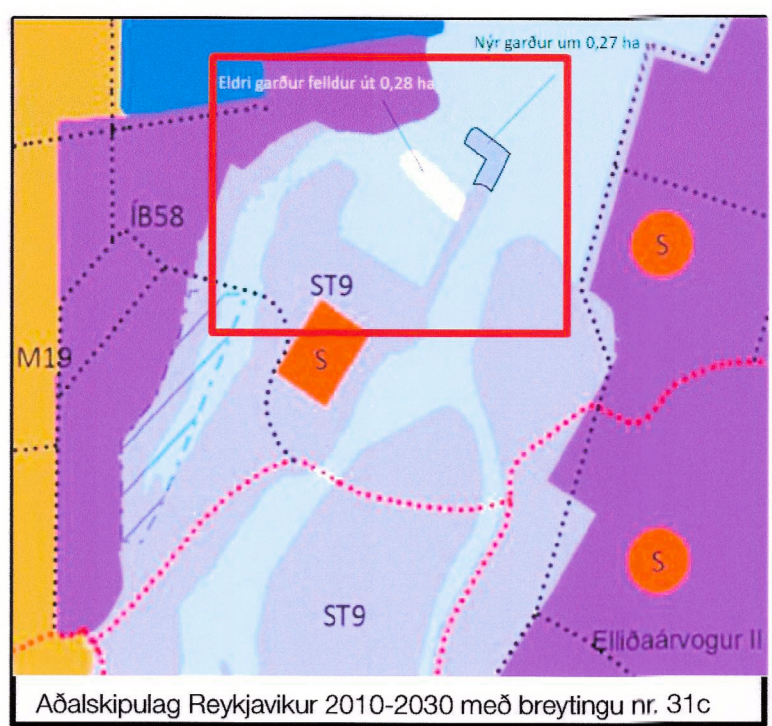 Nýr garður um 0,27 ha
Eldri garður felldur út 0,28 ha
ÍB58
S
ST9
M19
S
S
ST9
Elliðaárvogur II
Aðalskipulag Reykjavikur 2010-2030 með breytingu nr. 31c